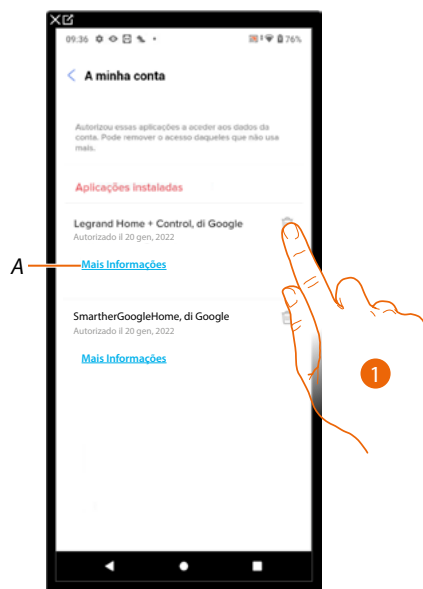 09:36
76%
A minha conta
Autorizou essas aplicações a aceder aos dados da
conta. Pode remover o acesso daqueles que não usa
mais.
Aplicações instaladas
Legrand Home + Control, di Google
Autorizado il 20 gen, 2022
A
Mais Informações
SmartherGoogleHome, di Google
Autorizado il 20 gen, 2022
Mais Informações
1